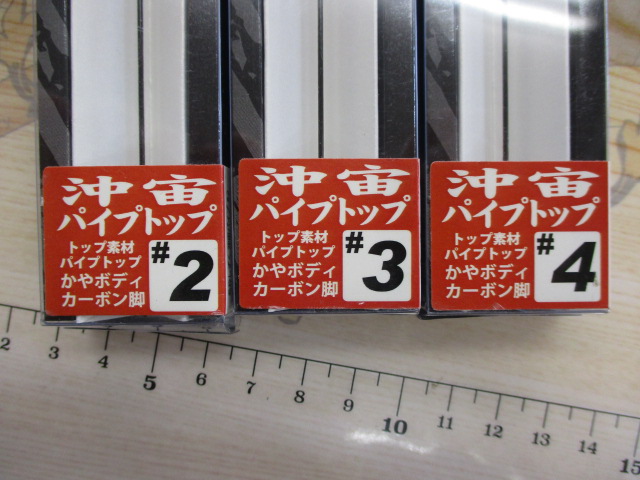 沖宙
パイプトップ
トップ素材
パイプトップ
かやボディ
カーボン脚
#2
沖宙
パイプトップ
トップ素材
パイプトップ
かやボディ
カーボン脚
#3
沖宙
パイプトップ
トップ素材
パイプトップ
かやボディ
カーボン脚
#4
2 3 4 5 6 7 8 9 10 11 12 13 14 15